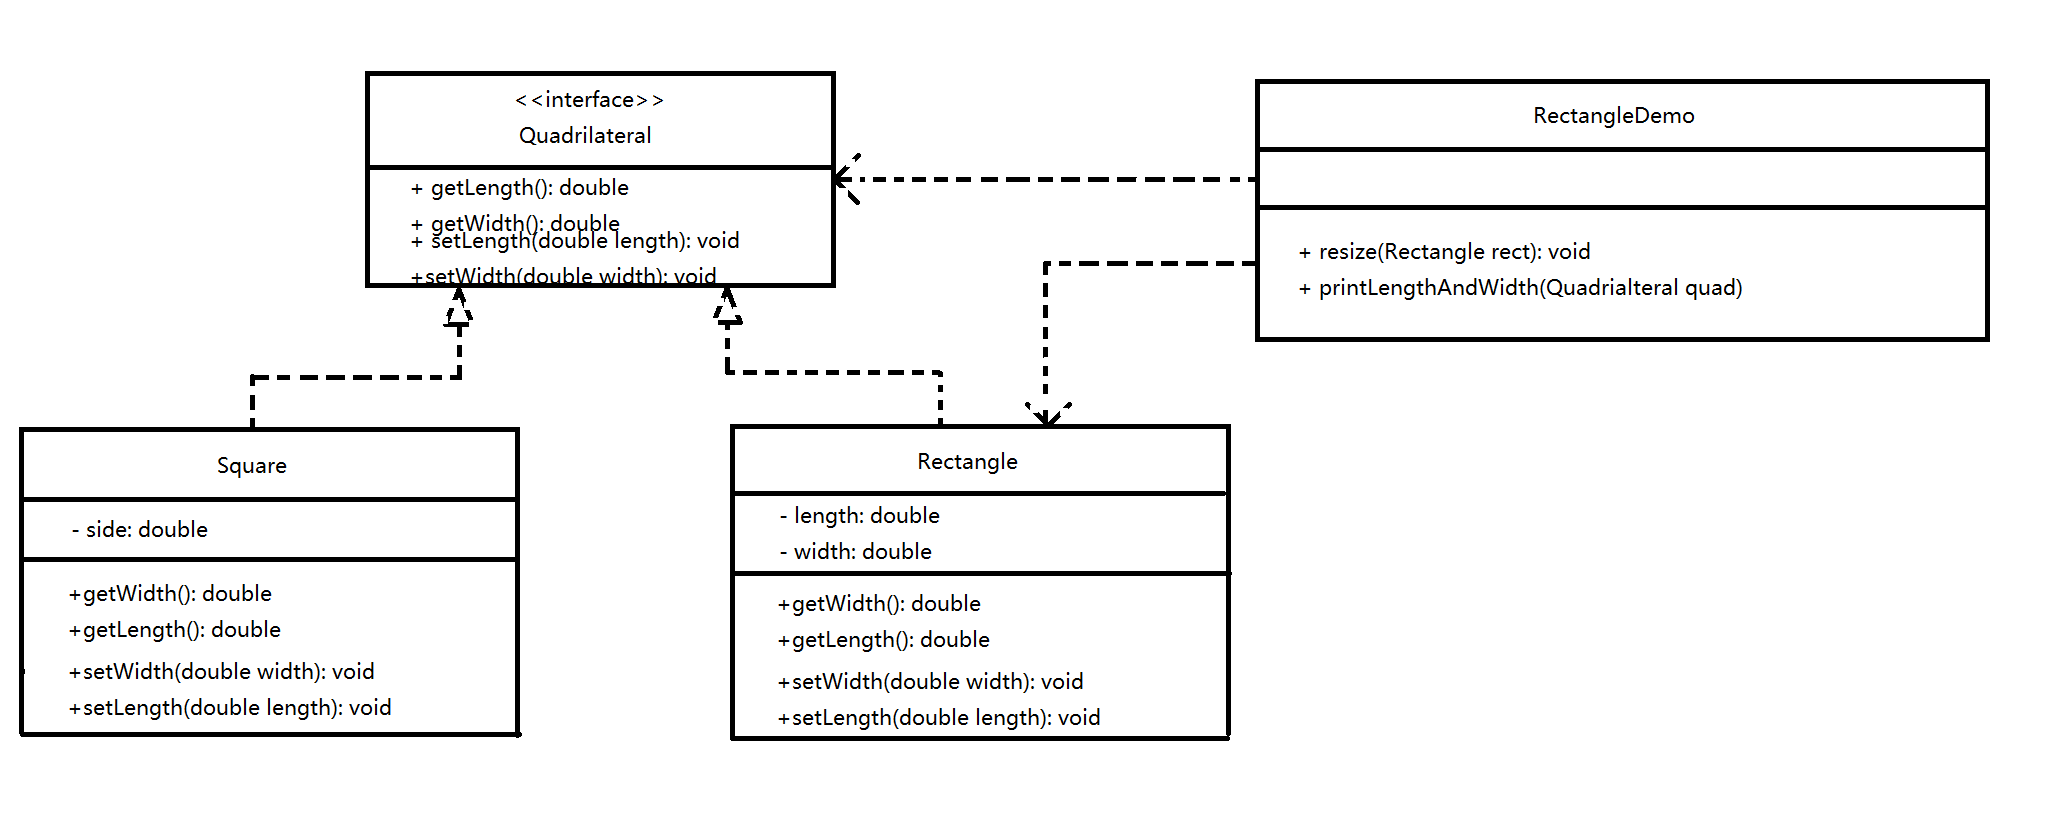 <<interface>>
Quadrilateral
+ getLength(): double
+ getWidth(): double
+ setLength(double length): void
+setWidth(double width): void
RectangleDemo
+ resize(Rectangle rect): void
+ printLengthAndWidth(Quadrialteral quad)
Square
- side: double
+getWidth(): double
+getLength(): double
+setWidth(double width): void
+setLength(double length): void
Rectangle
- length: double
- width: double
+getWidth(): double
+getLength(): double
+setWidth(double width): void
+setLength(double length): void